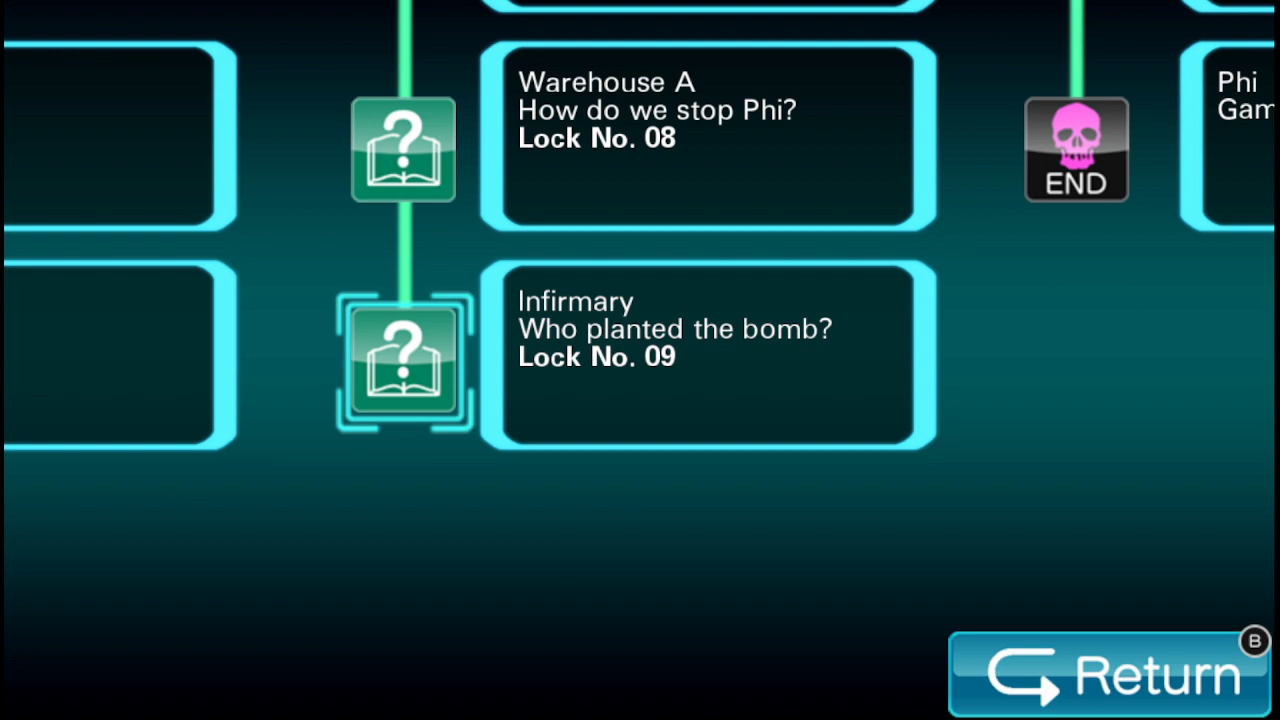 Warehouse A
How do we stop Phi?
Lock No. 08
END
Phi
Infirmary
Who planted the bomb?
Lock No. 09
B
Return